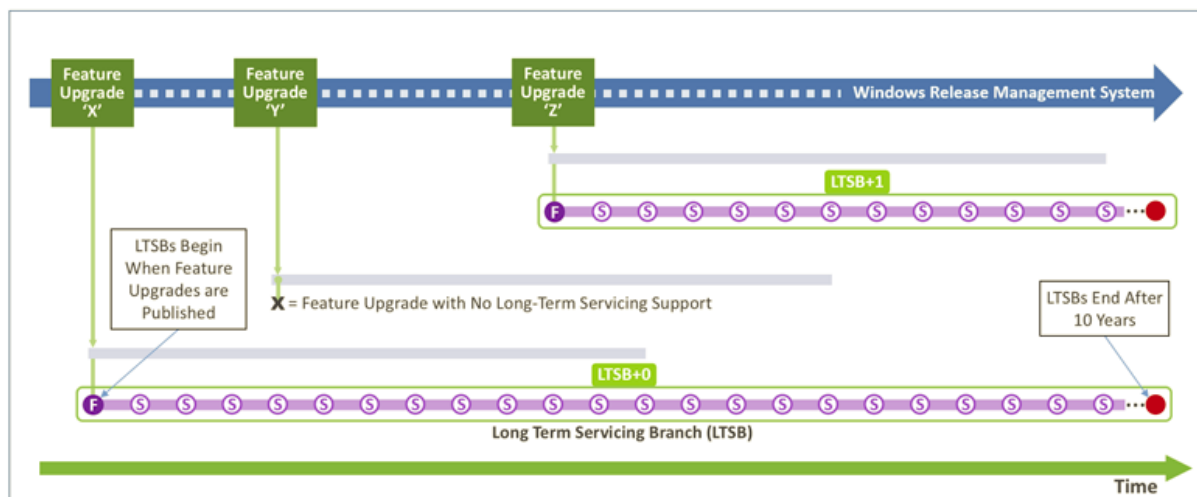 Feature
Upgrade
‘X’
Feature
Upgrade
‘Y’
Feature
Upgrade
‘Z’
Windows Release Management System
LTSB+1
F S S S S S S S S S S S S
LTSBs Begin
When Feature
Upgrades are
Published
X = Feature Upgrade with No Long-Term Servicing Support
LTSBs End After
10 Years
LTSB+0
F S S S S S S S S S S S S S S S S S S S S S S
Long Term Servicing Branch (LTSB)
Time